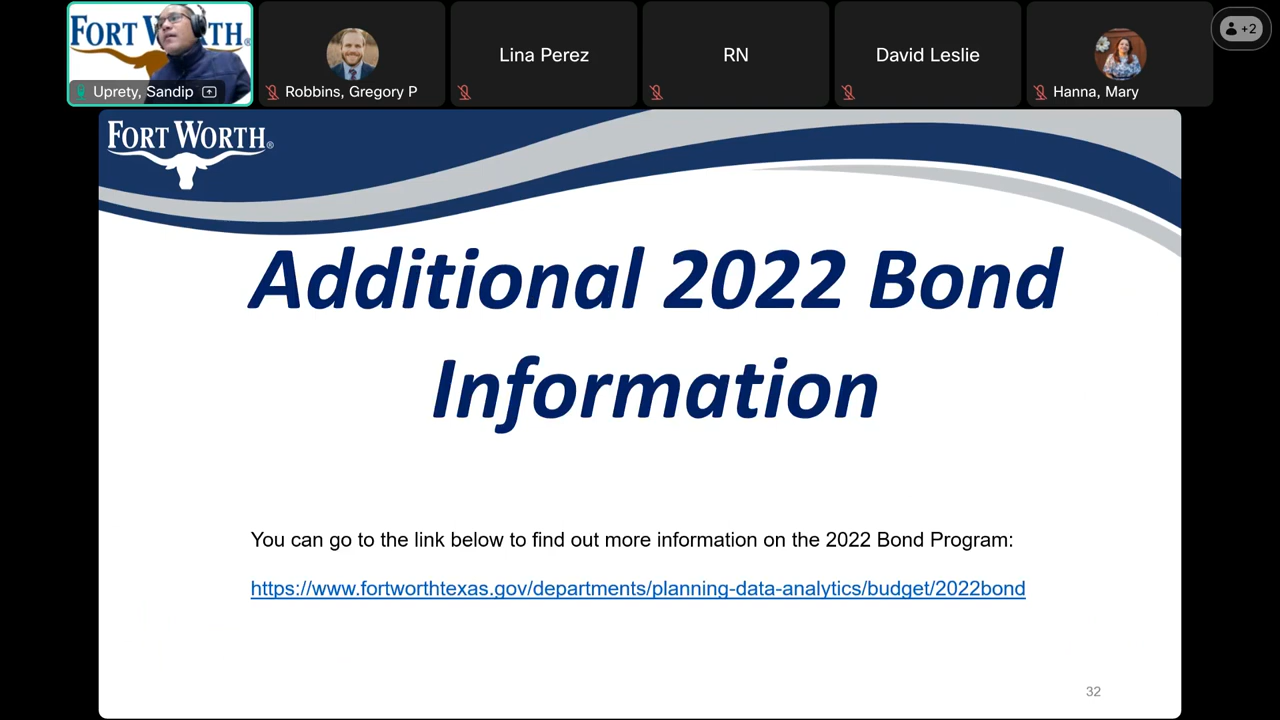 FORT WORTH
Uprety, Sandip
Robbins, Gregory P
Lina Perez
RN
David Leslie
Hanna, Mary
+2
FORT WORTH®
Additional 2022 Bond
Information
You can go to the link below to find out more information on the 2022 Bond Program:
https://www.fortworthtexas.gov/departments/planning-data-analytics/budget/2022bond
32